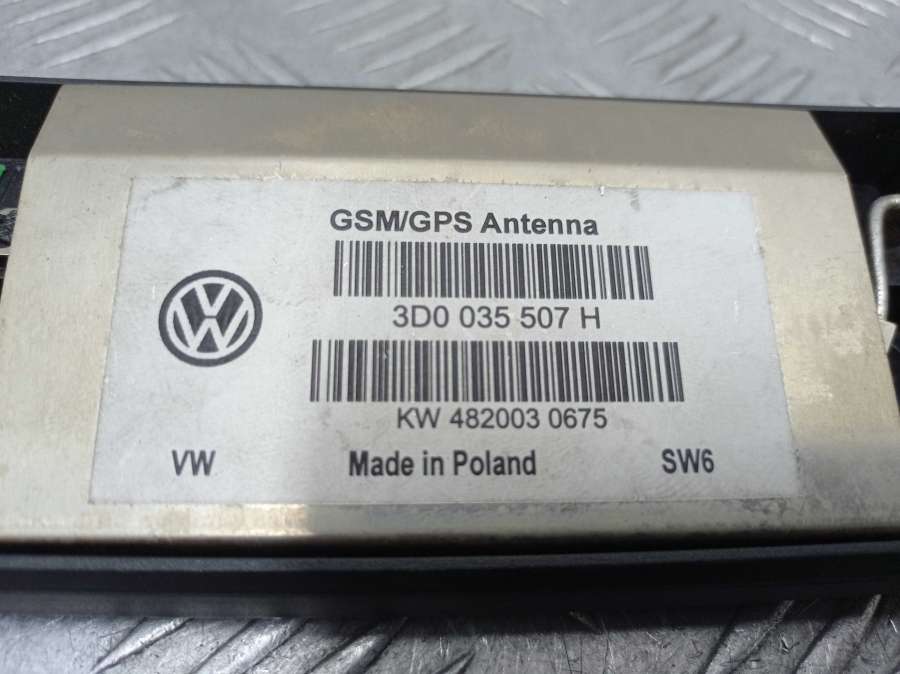 GSM/GPS Antenna
3D0 035 507 H
KW 482003 0675
VW Made in Poland SW6